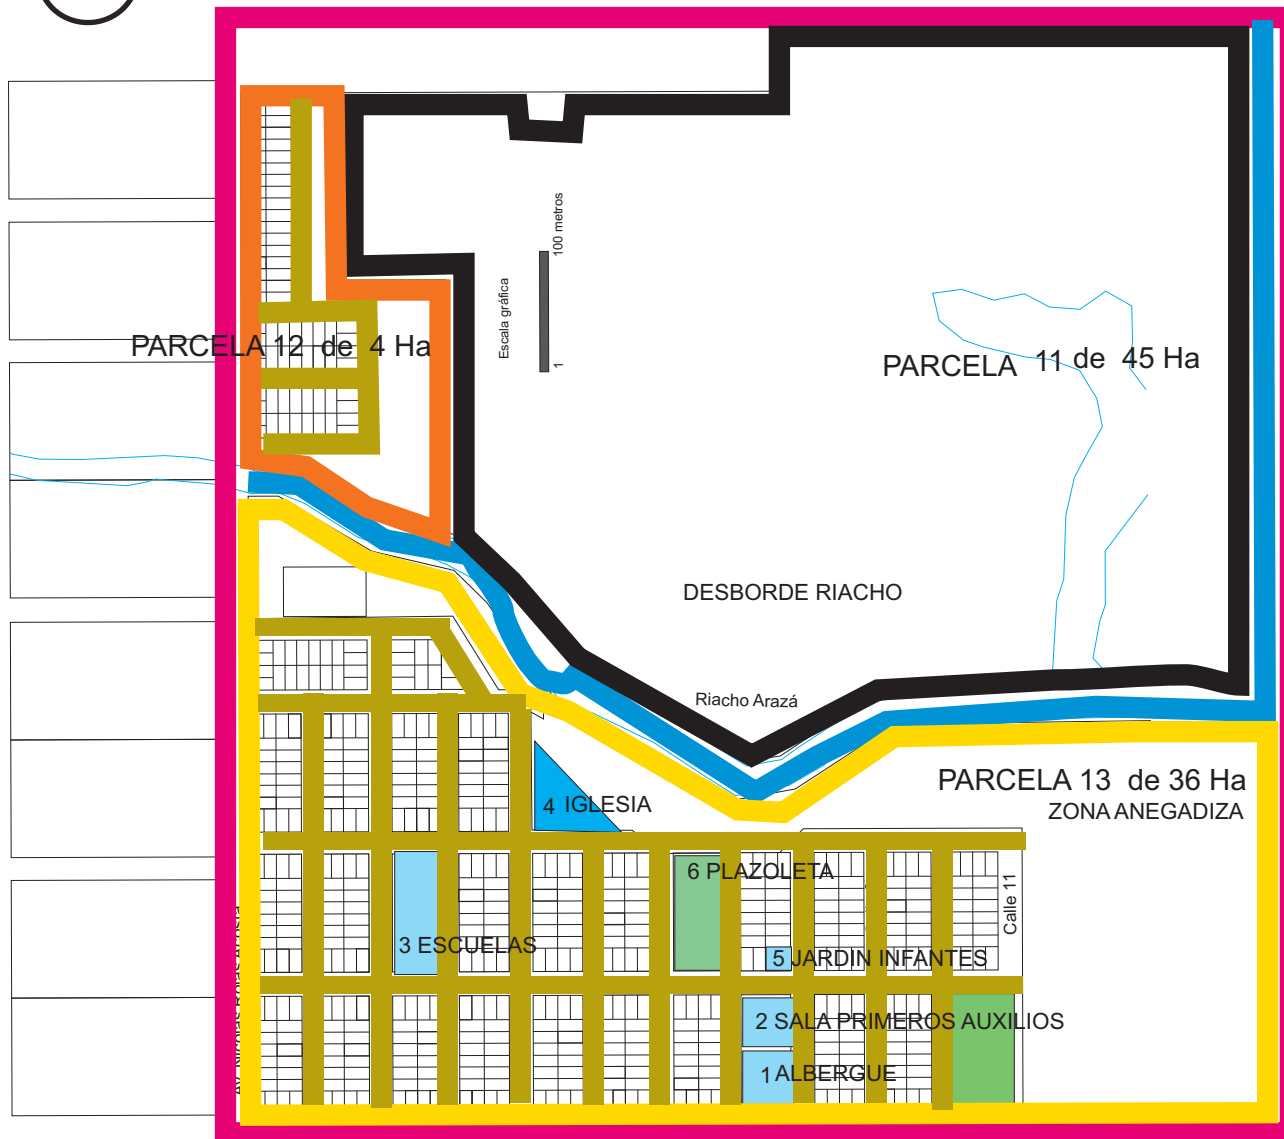 100 metros
Escala gráfica
1
PARCELA 12 de 4 Ha
PARCELA 11 de 45 Ha
DESBORDE RIACHO
Riacho Arazá
PARCELA 13 de 36 Ha
ZONA ANEGADIZA
4 IGLESIA
6 PLAZOLETA
Calle 11
3 ESCUELAS
5 JARDIN INFANTES
2 SALA PRIMEROS AUXILIOS
1 ALBERGUE